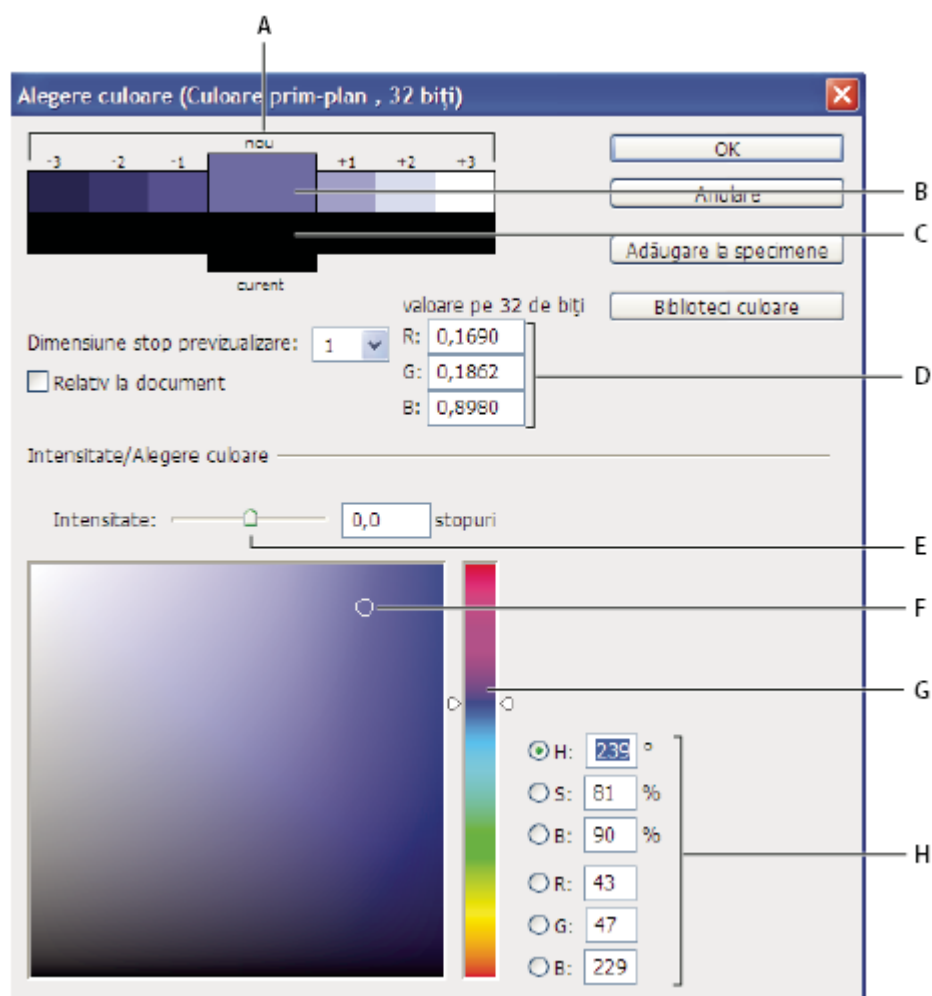 A
Alegere culoare (Culoare prim-plan , 32 biți)
nou
-3 -2 -1 +1 +2 +3
OK
Anulare
B
C
Adăugare la specimene
curent
Biblioteci culoare
valoare pe 32 de biți
Dimensiune stop previzualizare: 1
R: 0,1690
Relativ la document
G: 0,1862
D
B: 0,8980
Intensitate/Alegere culoare
Intensitate: 0,0 stopuri
E
F
G
H: 239 °
S: 81 %
B: 90 %
H
R: 43
G: 47
B: 229